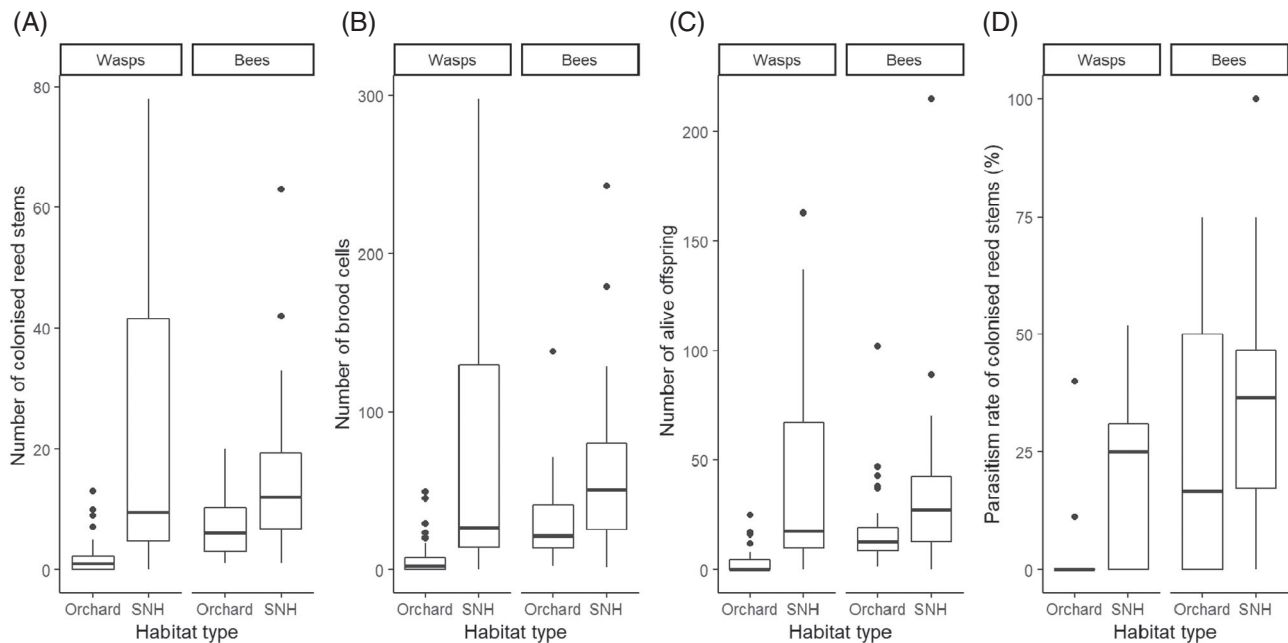 (A)
Wasps
Bees
Number of colonised reed stems
80
60
40
20
0
Orchard SNH Orchard SNH
Habitat type
(B)
Wasps
Bees
Number of brood cells
300
200
100
0
Orchard SNH Orchard SNH
Habitat type
(C)
Wasps
Bees
Number of alive offspring
200
150
100
50
0
Orchard SNH Orchard SNH
Habitat type
(D)
Wasps
Bees
Parasitism rate of colonised reed stems (%)
100
75
50
25
0
Orchard SNH Orchard SNH
Habitat type